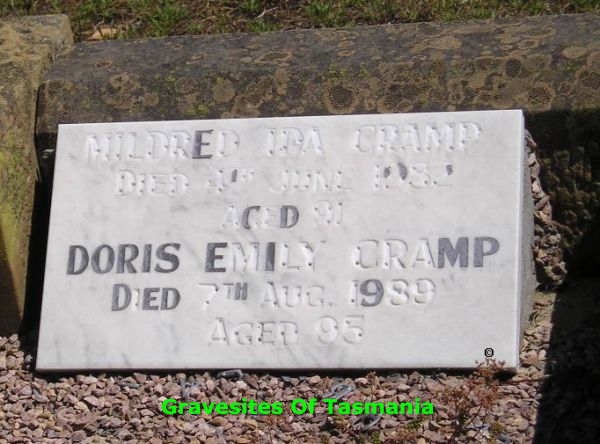 MILDRED IDA CRAMP
DIED 4TH JUNE 1982
AGED 91
DORIS EMILY CRAMP
DIED 7TH AUG. 1989
AGED 95
©
Gravesites Of Tasmania